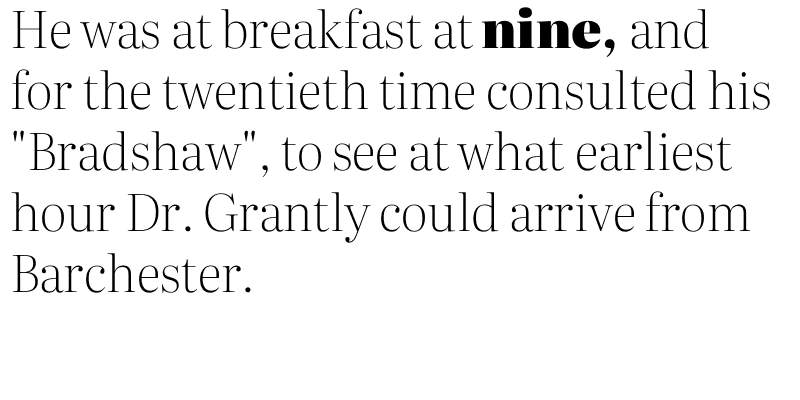 He was at breakfast at nine, and
for the twentieth time consulted his
"Bradshaw", to see at what earliest
hour Dr. Grantly could arrive from
Barchester.